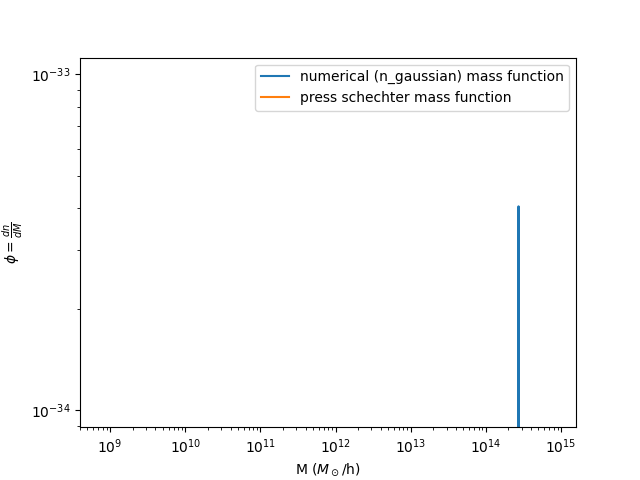 numerical (n_gaussian) mass function
press schechter mass function
10⁻³³
10⁻³⁴
ϕ = dn/dM
10⁹ 10¹⁰ 10¹¹ 10¹² 10¹³ 10¹⁴ 10¹⁵
M (M⊙/h)